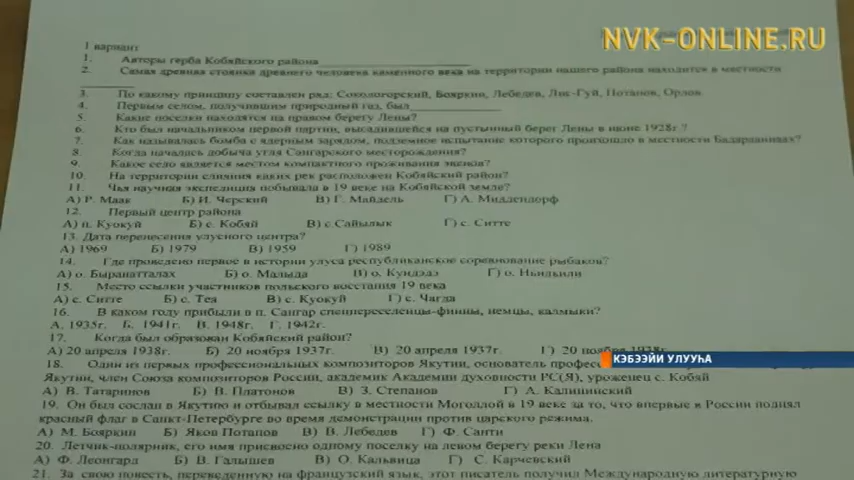 NVK-ONLINE.RU
1 вариант
1. Авторы герба Кобяйского района
2. Самая древняя стоянка древнего человека каменного века на территории нашего района находится в местности
3. По какому принципу составлен ряд: Сокологорский, Бояркин, Лебедев, Лис-Гуй, Потапов, Орлов
4. Первым селом, получившим природный газ, был
5. Какие поселки находятся на правом берегу Лены?
6. Кто был начальником первой партии, высадившейся на пустынный берег Лены в июне 1928г ?
7. Как называлась бомба с ядерным зарядом, подземное испытание которого произошло в местности Бадараннаах?
8. Когда началась добыча угля Сангарского месторождения?
9. Какое село является местом компактного проживания эвенов?
10. На территории слияния каких рек расположен Кобяйский район?
11. Чья научная экспедиция побывала в 19 веке на Кобяйской земле?
А) Р. Маак Б) И. Черский В) Г. Майдель Г) А. Миддендорф
12. Первый центр района
А) п. Куокуй Б) с. Кобяй В) с.Сайылык Г) с. Ситте
13. Дата перенесения улусного центра?
А) 1969 Б) 1979 В) 1959 Г) 1989
14. Где проведено первое в истории улуса республиканское соревнование рыбаков?
А) о. Быранатталах Б) о. Малыда В) о. Кундэдэ Г) о. Ньидьили
15. Место ссылки участников польского восстания 19 века
А) с. Ситте Б) с. Теа В) с. Куокуй Г) с. Чагда
16. В каком году прибыли в п. Сангар спецпереселенцы-финны, немцы, калмыки?
А. 1935г. Б. 1941г. В. 1948г. Г. 1942г.
17. Когда был образован Кобяйский район?
А) 20 апреля 1938г. Б) 20 ноября 1937г. В) 20 апреля 1937г. Г) 20 ноября 1938г.
КЭБЭЭЙИ УЛУУҺА
18. Один из первых профессиональных композиторов Якутии, основатель
Якутии, член Союза композиторов России, академик Академии духовности РС(Я), уроженец с. Кобяй
А) В. Татаринов Б) В. Платонов В) З. Степанов Г) А. Калининский
19. Он был сослан в Якутию и отбывал ссылку в местности Моголлой в 19 веке за то, что впервые в России поднял
красный флаг в Санкт-Петербурге во время демонстрации против царского режима.
А) М. Бояркин Б) Яков Потапов В) В. Лебедев Г) Ф. Санти
20. Летчик-полярник, его имя присвоено одному поселку на левом берегу реки Лена
А) Ф. Леонгард Б) В. Галышев В) О. Кальвица Г) С. Карчевский
21. За свою повесть, переведенную на французский язык, этот писатель получил Международную литературную